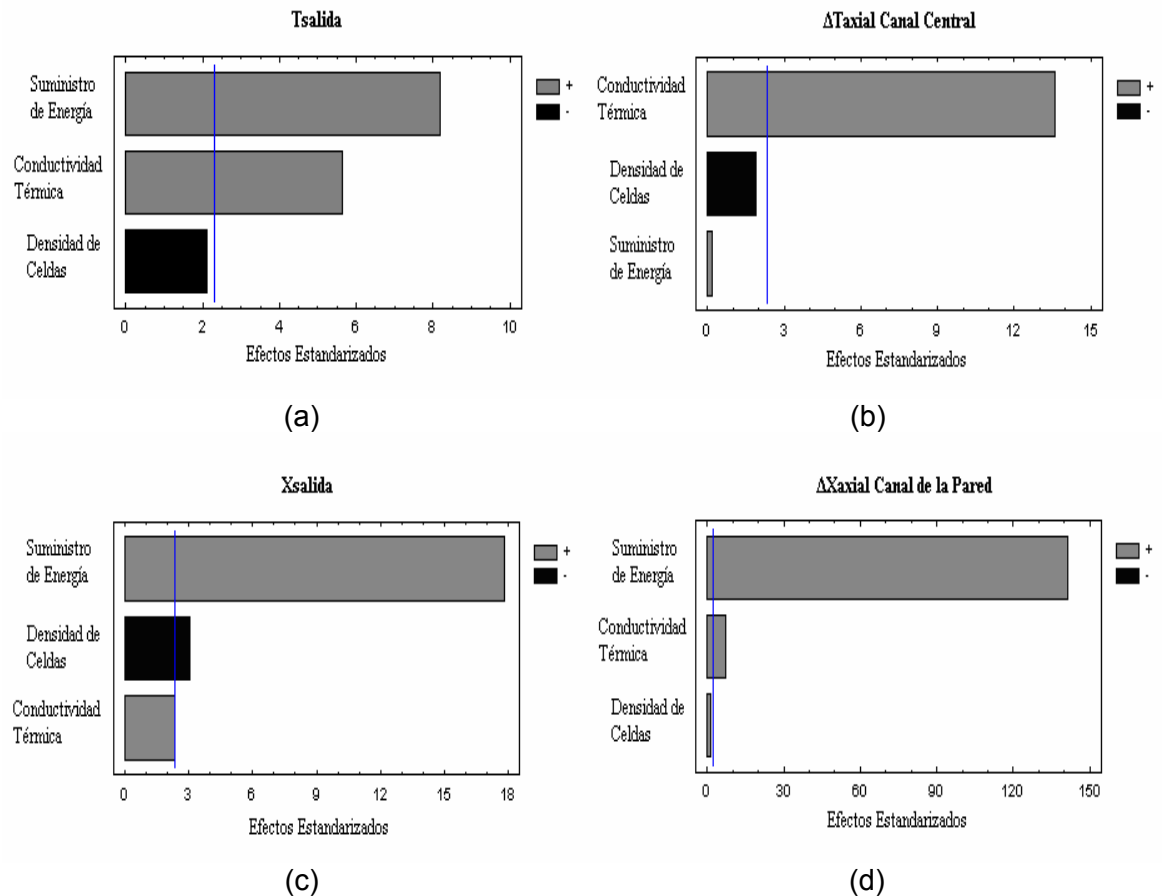 Tsalida
Suministro
de Energía
Conductividad
Térmica
Densidad de
Celdas
+
-
0 2 4 6 8 10
Efectos Estandarizados
(a)
ΔTaxial Canal Central
Conductividad
Térmica
Densidad de
Celdas
Suministro
de Energía
+
-
0 3 6 9 12 15
Efectos Estandarizados
(b)
Xsalida
Suministro
de Energía
Densidad de
Celdas
Conductividad
Térmica
+
-
0 3 6 9 12 15 18
Efectos Estandarizados
(c)
ΔXaxial Canal de la Pared
Suministro
de Energía
Conductividad
Térmica
Densidad de
Celdas
+
-
0 30 60 90 120 150
Efectos Estandarizados
(d)